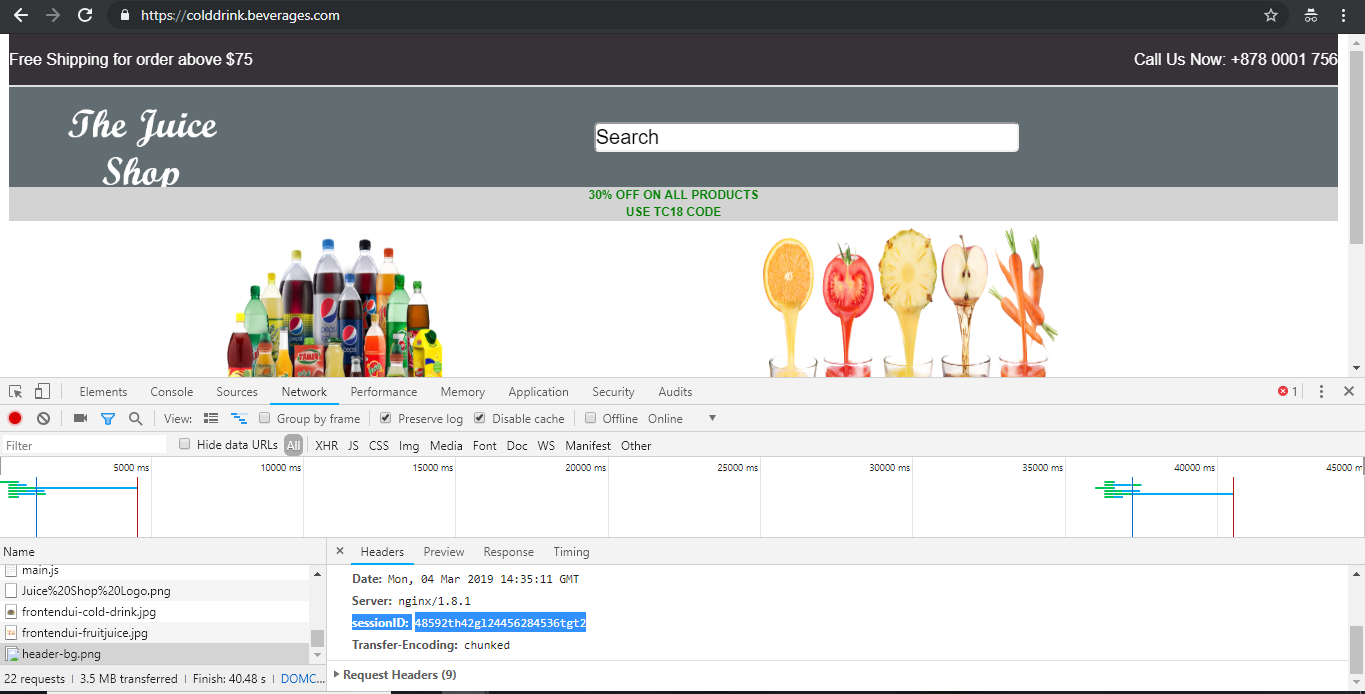 https://colddrink.beverages.com
Free Shipping for order above $75
Call Us Now: +878 0001 756
The Juice
Shop
Search
30% OFF ON ALL PRODUCTS
USE TC18 CODE
pepsi
Elements Console Sources Network Performance Memory Application Security Audits 1
View: Group by frame Preserve log Disable cache Offline Online
Filter Hide data URLs All XHR JS CSS Img Media Font Doc WS Manifest Other
5000 ms 10000 ms 15000 ms 20000 ms 25000 ms 30000 ms 35000 ms 40000 ms 45000 m
Name
main.js
Juice%20Shop%20Logo.png
frontendui-cold-drink.jpg
frontendui-fruitjuice.jpg
header-bg.png
22 requests | 3.5 MB transferred | Finish: 40.48 s | DOMC...
× Headers Preview Response Timing
Date: Mon, 04 Mar 2019 14:35:11 GMT
Server: nginx/1.8.1
sessionID: 48592th42gl24456284536tgt2
Transfer-Encoding: chunked
Request Headers (9)